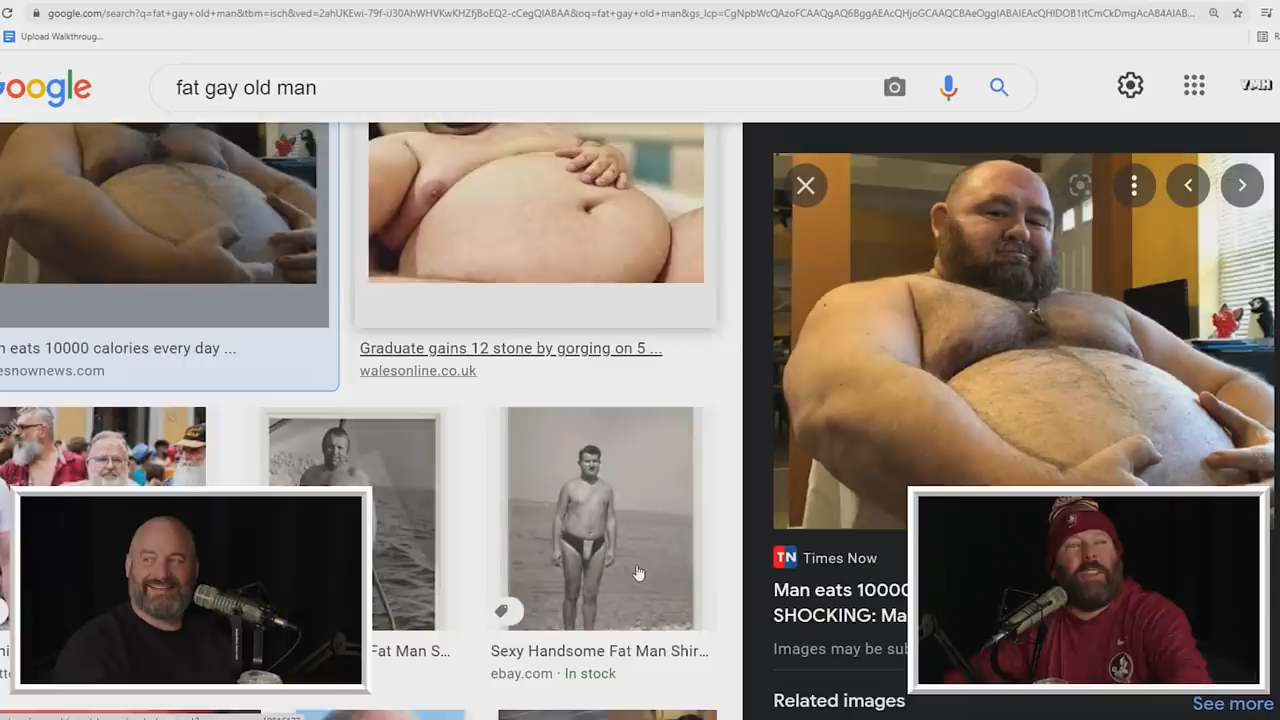 google.com/search?q=fat+gay+old+man&tbm=isch&ved=2ahUKEwi-79f-iJ30AhWHVKwKHZfjBoEQ2-cCegQIABAA&oq=fat+gay+old+man&gs_lcp=
Upload Walkthroug...
oogle
fat gay old man
YMH
n eats 10000 calories every day ...
esnownews.com
Graduate gains 12 stone by gorging on 5 ...
walesonline.co.uk
TN Times Now
Man eats 10000
SHOCKING: Ma
Images may be sub
Fat Man S...
Sexy Handsome Fat Man Shir...
ebay.com · In stock
Related images
See more